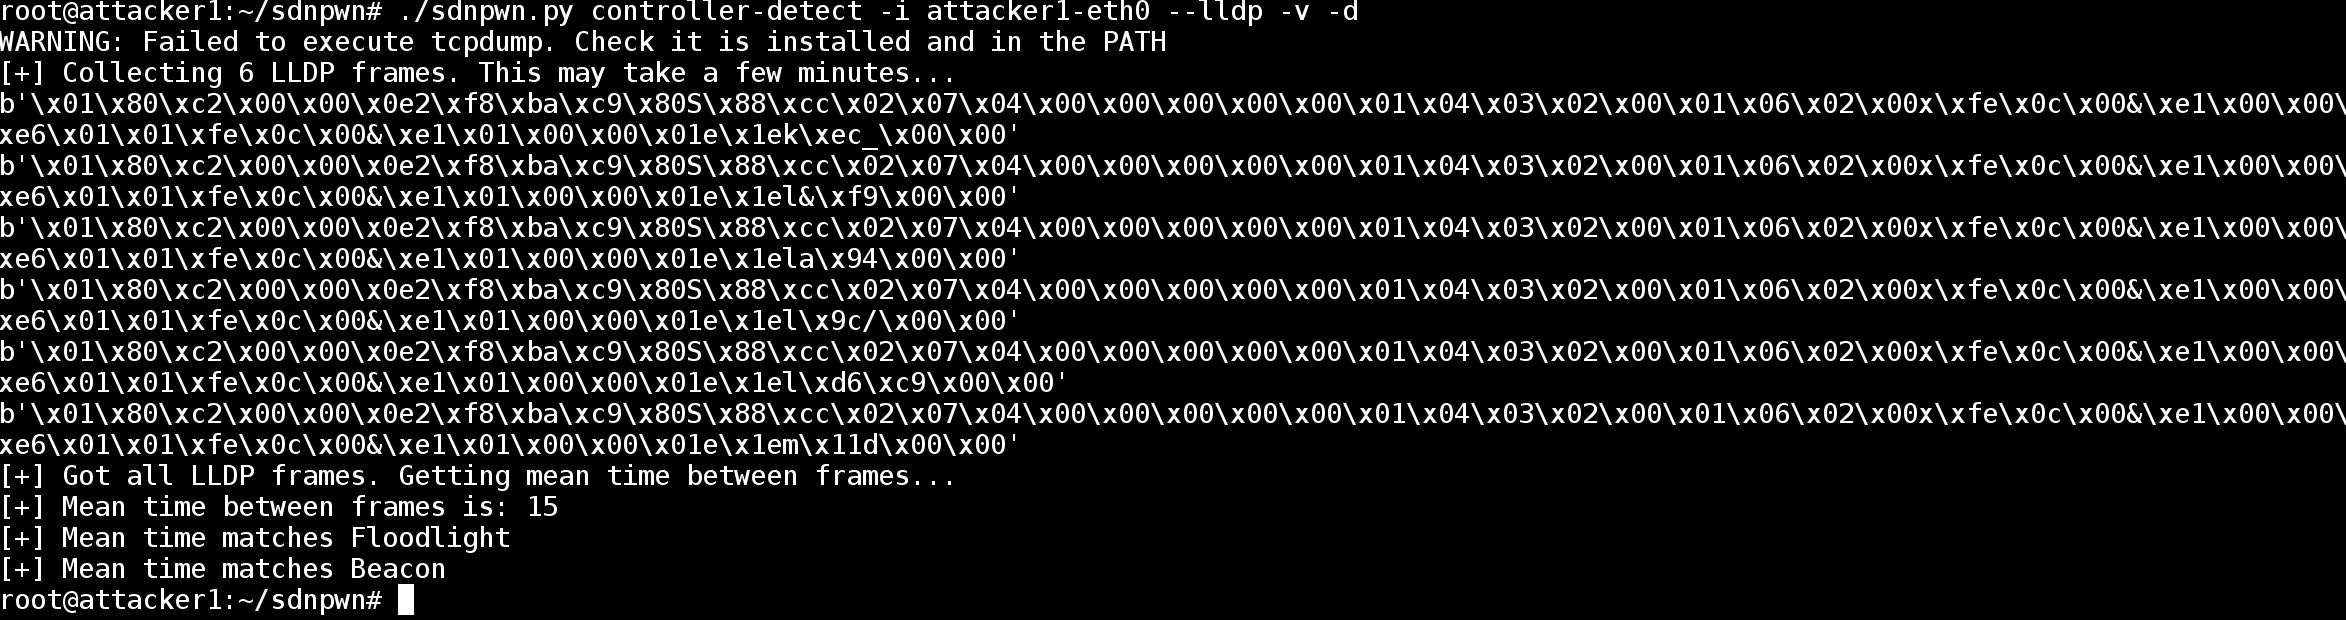 root@attacker1:~/sdnpwn# ./sdnpwn.py controller-detect -i attacker1-eth0 --lldp -v -d
WARNING: Failed to execute tcpdump. Check it is installed and in the PATH
[+] Collecting 6 LLDP frames. This may take a few minutes...
b'\x01\x80\xc2\x00\x00\x0e2\xf8\xba\xc9\x80S\x88\xcc\x02\x07\x04\x00\x00\x00\x00\x00\x01\x04\x03\x02\x00\x01\x06\x02\x00x\xfe\x0c\x00&\xe1\x00\x00\
xe6\x01\x01\xfe\x0c\x00&\xe1\x01\x00\x00\x01e\x1ek\xec_\x00\x00'
b'\x01\x80\xc2\x00\x00\x0e2\xf8\xba\xc9\x80S\x88\xcc\x02\x07\x04\x00\x00\x00\x00\x00\x01\x04\x03\x02\x00\x01\x06\x02\x00x\xfe\x0c\x00&\xe1\x00\x00\
xe6\x01\x01\xfe\x0c\x00&\xe1\x01\x00\x00\x01e\x1el&\xf9\x00\x00'
b'\x01\x80\xc2\x00\x00\x0e2\xf8\xba\xc9\x80S\x88\xcc\x02\x07\x04\x00\x00\x00\x00\x00\x01\x04\x03\x02\x00\x01\x06\x02\x00x\xfe\x0c\x00&\xe1\x00\x00\
xe6\x01\x01\xfe\x0c\x00&\xe1\x01\x00\x00\x01e\x1ela\x94\x00\x00'
b'\x01\x80\xc2\x00\x00\x0e2\xf8\xba\xc9\x80S\x88\xcc\x02\x07\x04\x00\x00\x00\x00\x00\x01\x04\x03\x02\x00\x01\x06\x02\x00x\xfe\x0c\x00&\xe1\x00\x00\
xe6\x01\x01\xfe\x0c\x00&\xe1\x01\x00\x00\x01e\x1el\x9c/\x00\x00'
b'\x01\x80\xc2\x00\x00\x0e2\xf8\xba\xc9\x80S\x88\xcc\x02\x07\x04\x00\x00\x00\x00\x00\x01\x04\x03\x02\x00\x01\x06\x02\x00x\xfe\x0c\x00&\xe1\x00\x00\
xe6\x01\x01\xfe\x0c\x00&\xe1\x01\x00\x00\x01e\x1el\xd6\xc9\x00\x00'
b'\x01\x80\xc2\x00\x00\x0e2\xf8\xba\xc9\x80S\x88\xcc\x02\x07\x04\x00\x00\x00\x00\x00\x01\x04\x03\x02\x00\x01\x06\x02\x00x\xfe\x0c\x00&\xe1\x00\x00\
xe6\x01\x01\xfe\x0c\x00&\xe1\x01\x00\x00\x01e\x1em\x11d\x00\x00'
[+] Got all LLDP frames. Getting mean time between frames...
[+] Mean time between frames is: 15
[+] Mean time matches Floodlight
[+] Mean time matches Beacon
root@attacker1:~/sdnpwn#